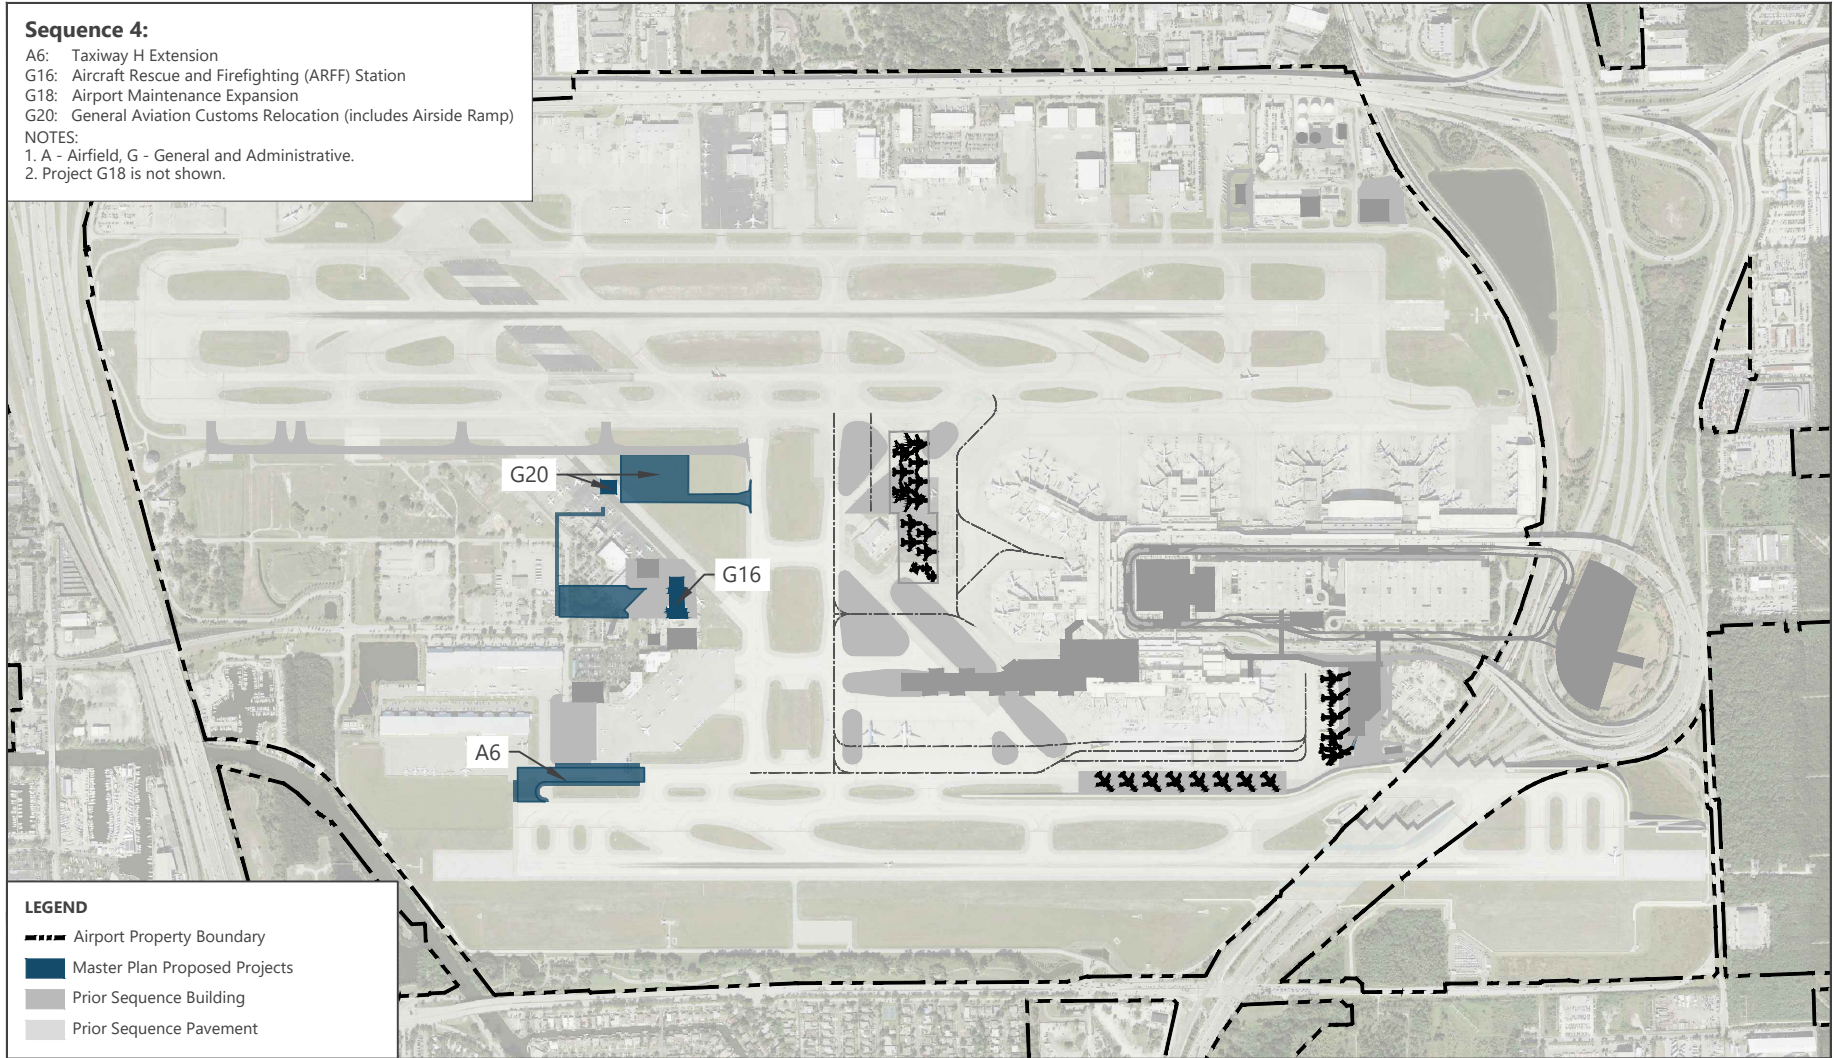 Sequence 4:
A6: Taxiway H Extension
G16: Aircraft Rescue and Firefighting (ARFF) Station
G18: Airport Maintenance Expansion
G20: General Aviation Customs Relocation (includes Airside Ramp)
NOTES:
1. A - Airfield, G - General and Administrative.
2. Project G18 is not shown.
G20
G16
A6
LEGEND
Airport Property Boundary
Master Plan Proposed Projects
Prior Sequence Building
Prior Sequence Pavement